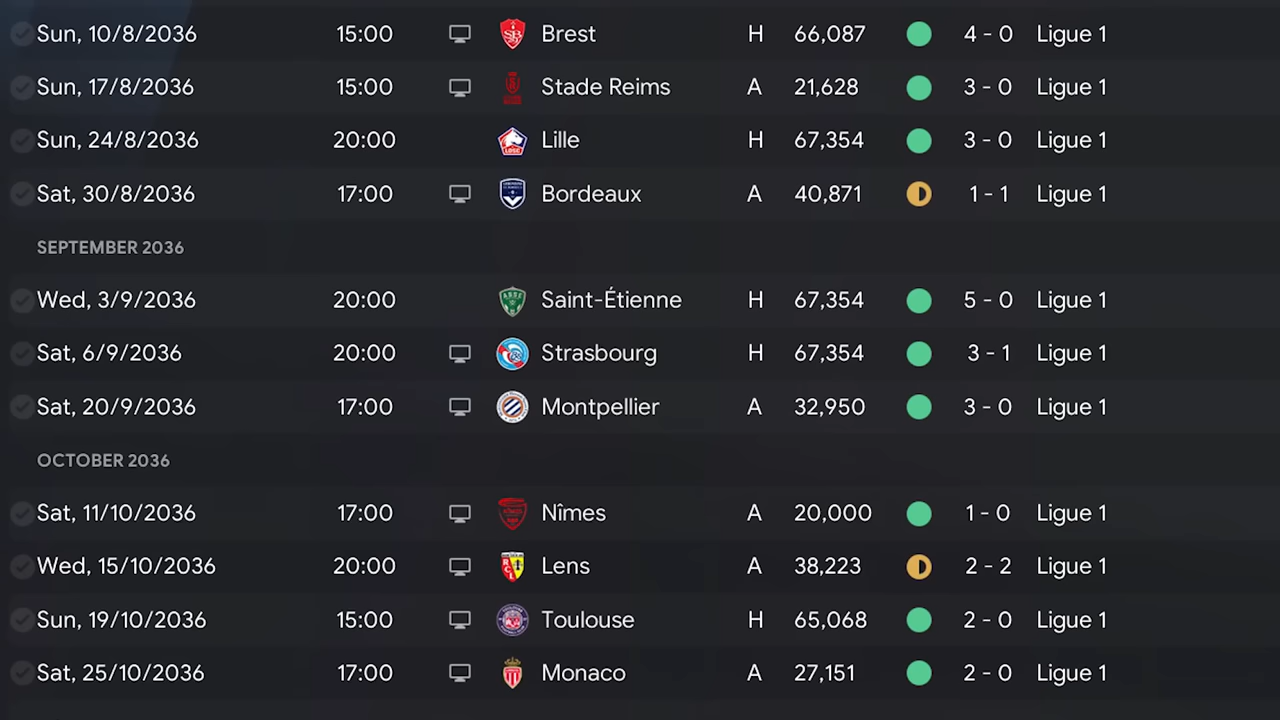 Sun, 10/8/2036 15:00 Brest H 66,087 4 - 0 Ligue 1
Sun, 17/8/2036 15:00 Stade Reims A 21,628 3 - 0 Ligue 1
Sun, 24/8/2036 20:00 LOSC Lille H 67,354 3 - 0 Ligue 1
Sat, 30/8/2036 17:00 Bordeaux A 40,871 1 - 1 Ligue 1
SEPTEMBER 2036
Wed, 3/9/2036 20:00 Saint-Étienne H 67,354 5 - 0 Ligue 1
Sat, 6/9/2036 20:00 Strasbourg H 67,354 3 - 1 Ligue 1
Sat, 20/9/2036 17:00 Montpellier A 32,950 3 - 0 Ligue 1
OCTOBER 2036
Sat, 11/10/2036 17:00 Nîmes A 20,000 1 - 0 Ligue 1
Wed, 15/10/2036 20:00 RCL Lens A 38,223 2 - 2 Ligue 1
Sun, 19/10/2036 15:00 Toulouse H 65,068 2 - 0 Ligue 1
Sat, 25/10/2036 17:00 Monaco A 27,151 2 - 0 Ligue 1